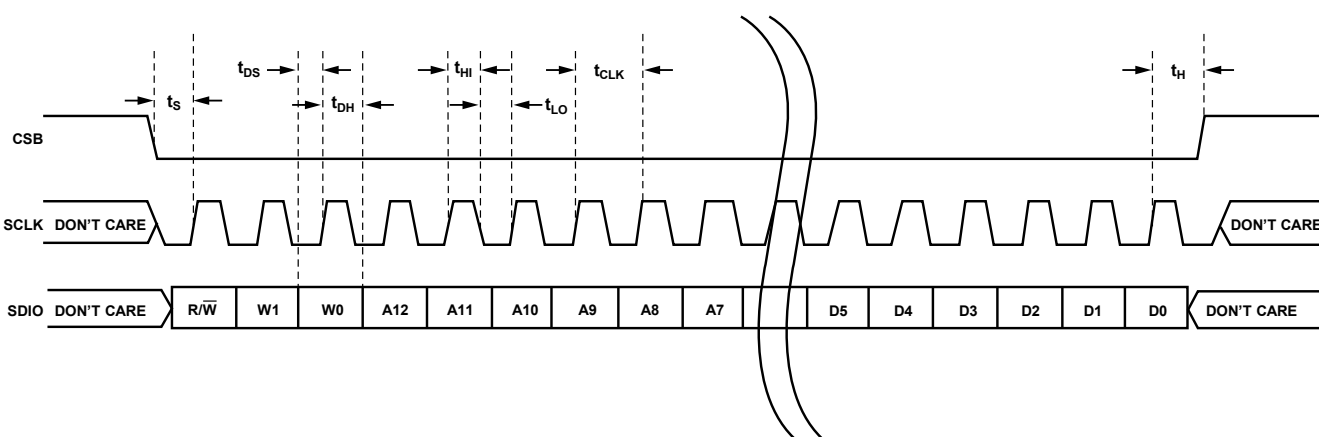 tDS
tHI
tCLK
tH
tS
tDH
tLO
CSB
SCLK DON'T CARE
DON'T CARE
SDIO DON'T CARE R/W̅ W1 W0 A12 A11 A10 A9 A8 A7 D5 D4 D3 D2 D1 D0 DON'T CARE